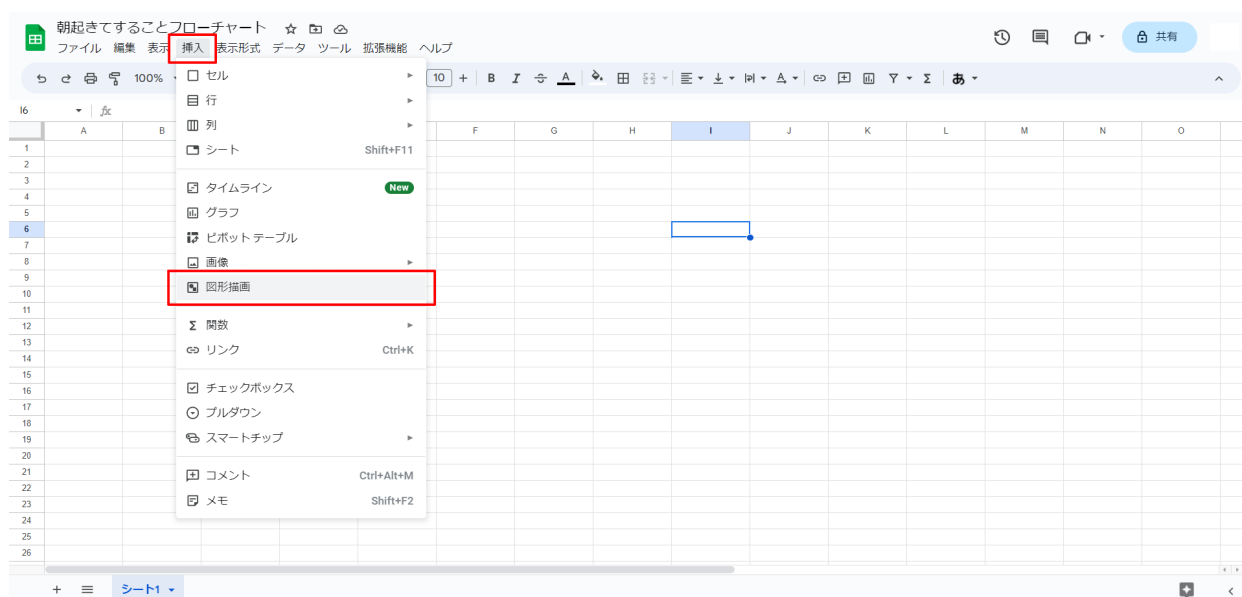 朝起きてすることフローチャート
ファイル 編集 表示 挿入 表示形式 データ ツール 拡張機能 ヘルプ
共有
100% 10 + B I A あ
I6 fx
A B F G H I J K L M N O
セル
行
列
シート Shift+F11
タイムライン New
グラフ
ピボット テーブル
画像
図形描画
関数
リンク Ctrl+K
チェックボックス
プルダウン
スマートチップ
コメント Ctrl+Alt+M
メモ Shift+F2
1
2
3
4
5
6
7
8
9
10
11
12
13
14
15
16
17
18
19
20
21
22
23
24
25
26
+ シート1